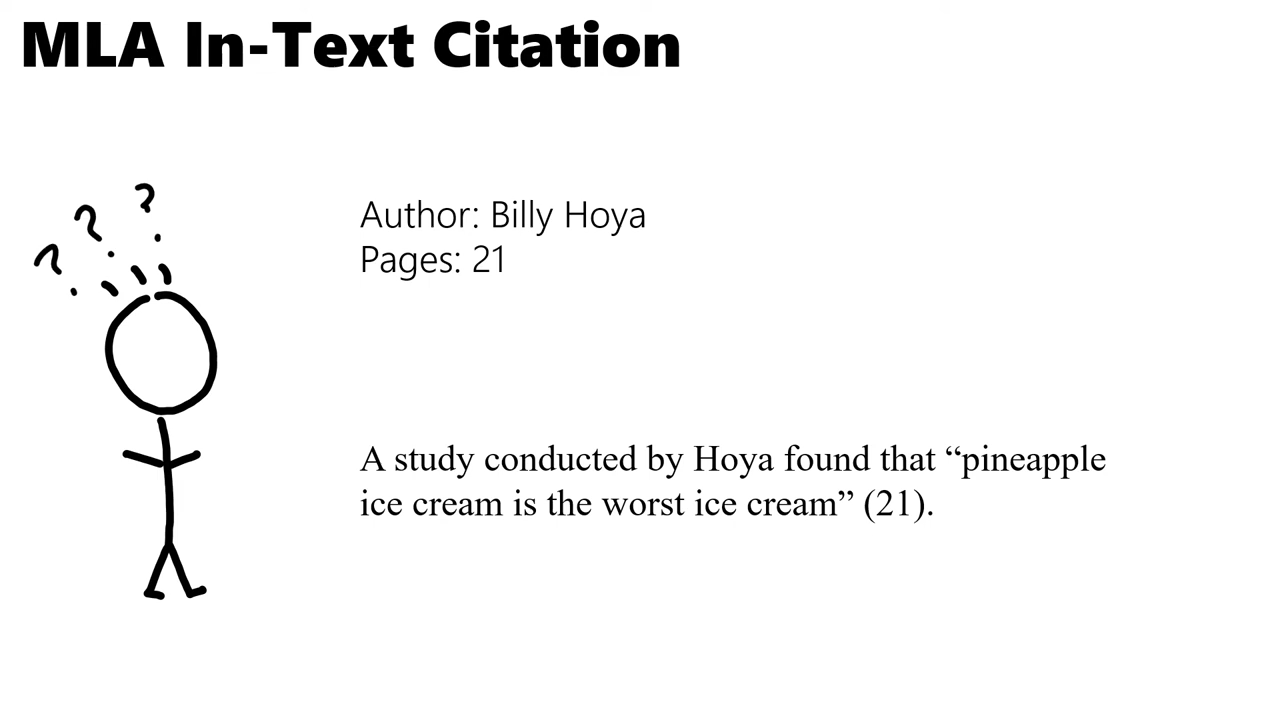 MLA In-Text Citation
? ? ?
Author: Billy Hoya
Pages: 21
A study conducted by Hoya found that “pineapple
ice cream is the worst ice cream” (21).